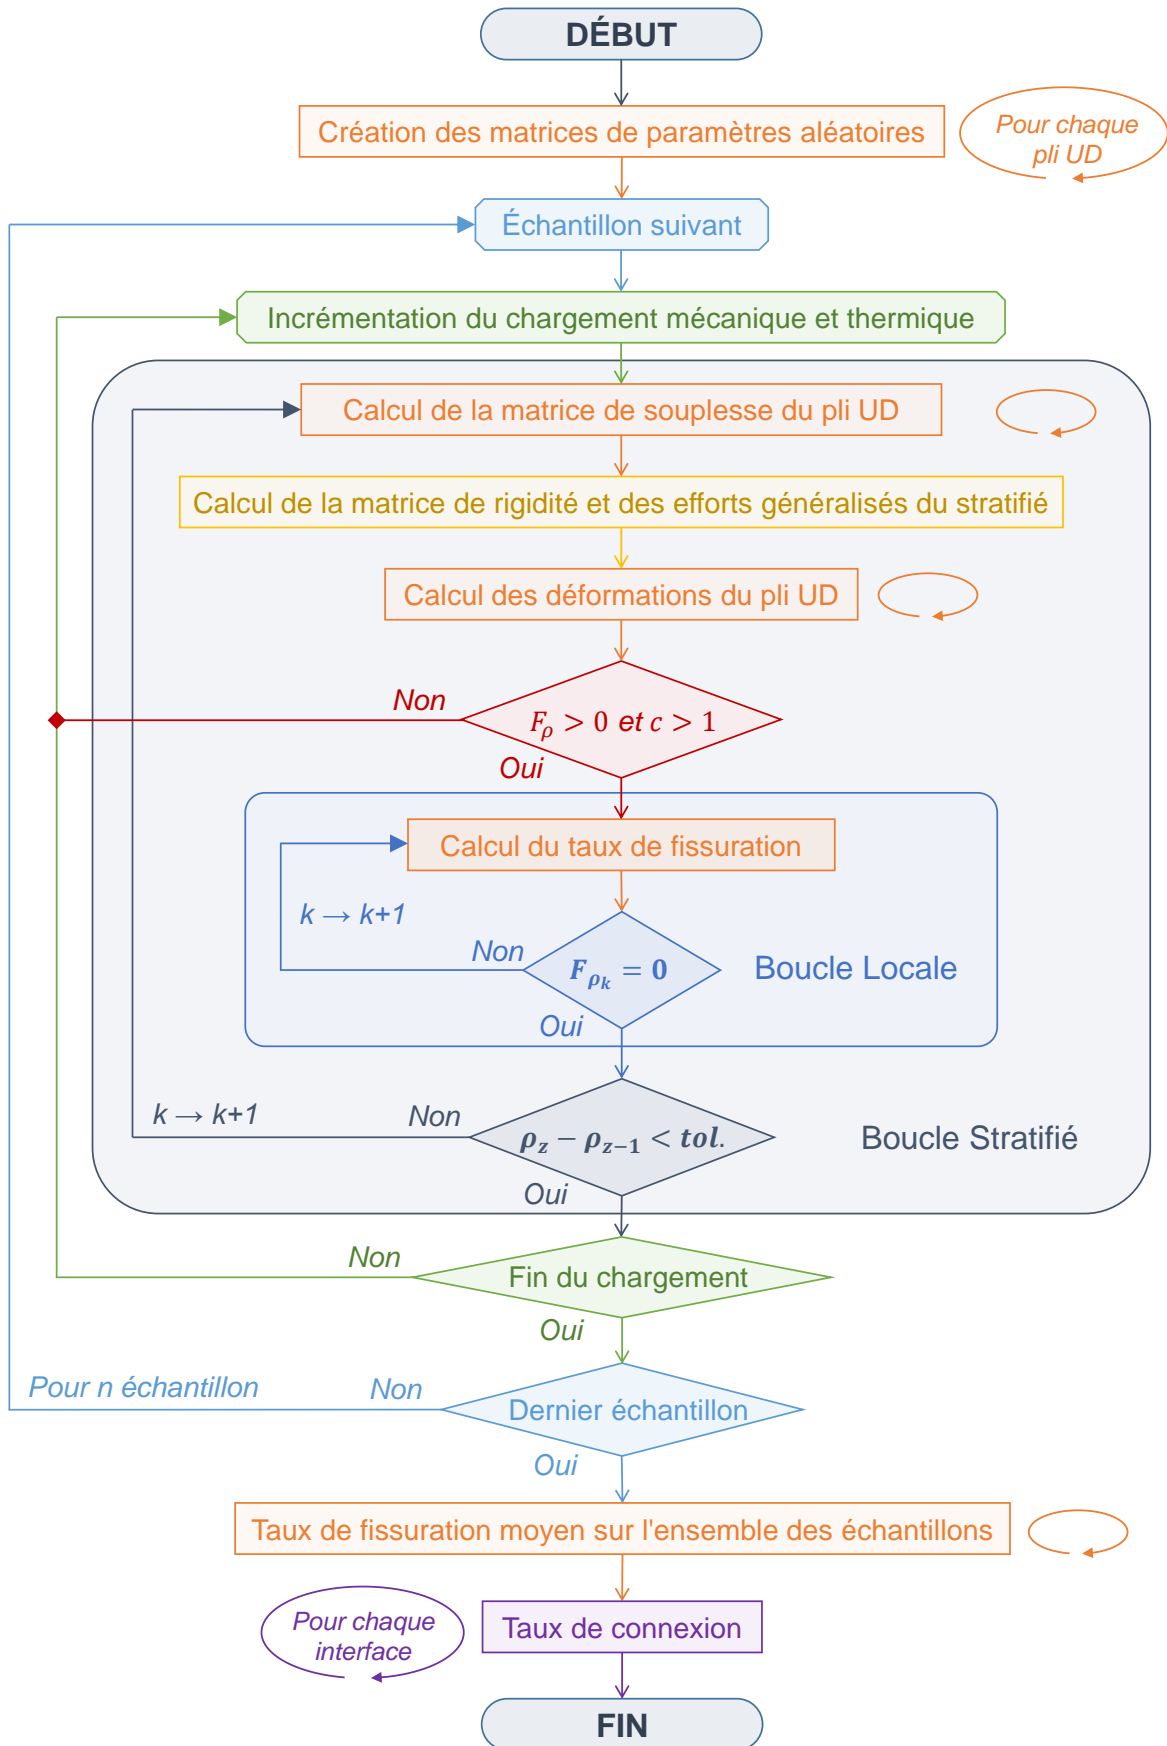 DÉBUT
Création des matrices de paramètres aléatoires
Pour chaque
pli UD
Échantillon suivant
Incrémentation du chargement mécanique et thermique
Calcul de la matrice de souplesse du pli UD
Calcul de la matrice de rigidité et des efforts généralisés du stratifié
Calcul des déformations du pli UD
Non
F_ρ > 0 et c > 1
Oui
Calcul du taux de fissuration
k → k+1
Non
F_{ρ_k} = 0
Boucle Locale
Oui
k → k+1
Non
ρ_z − ρ_{z−1} < tol.
Boucle Stratifié
Oui
Non
Fin du chargement
Oui
Pour n échantillon
Non
Dernier échantillon
Oui
Taux de fissuration moyen sur l'ensemble des échantillons
Pour chaque
interface
Taux de connexion
FIN